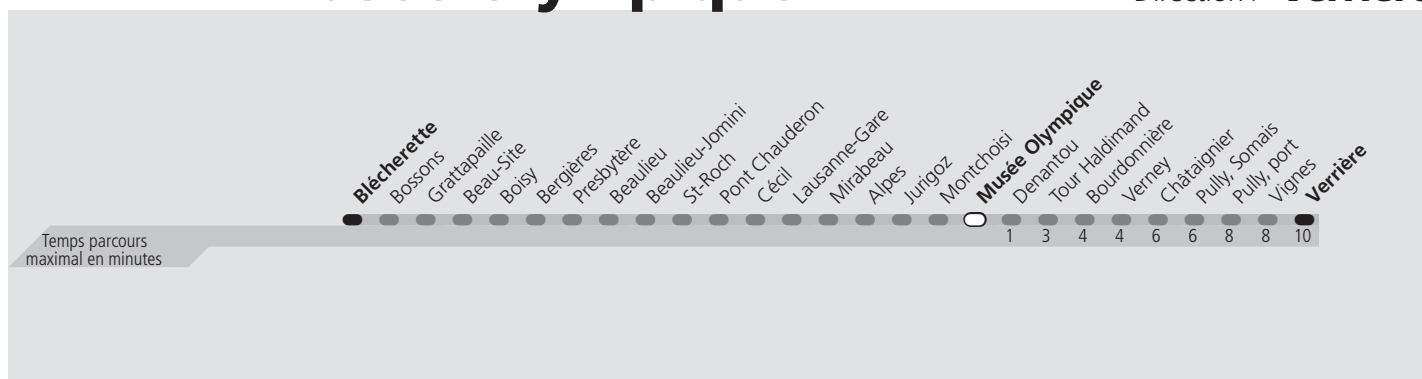 Blécherette
Bossons
Grattapaille
Beau-Site
Boisy
Bergières
Presbytère
Beaulieu
Beaulieu-Jomini
St-Roch
Pont Chauderon
Cécil
Lausanne-Gare
Mirabeau
Alpes
Jurigoz
Montchoisi
Musée Olympique
Denantou
Tour Haldimand
Bourdonnière
Verney
Châtaignier
Pully, Somais
Pully, port
Vignes
Verrière
Temps parcours
maximal en minutes
1 3 4 4 6 6 8 8 10